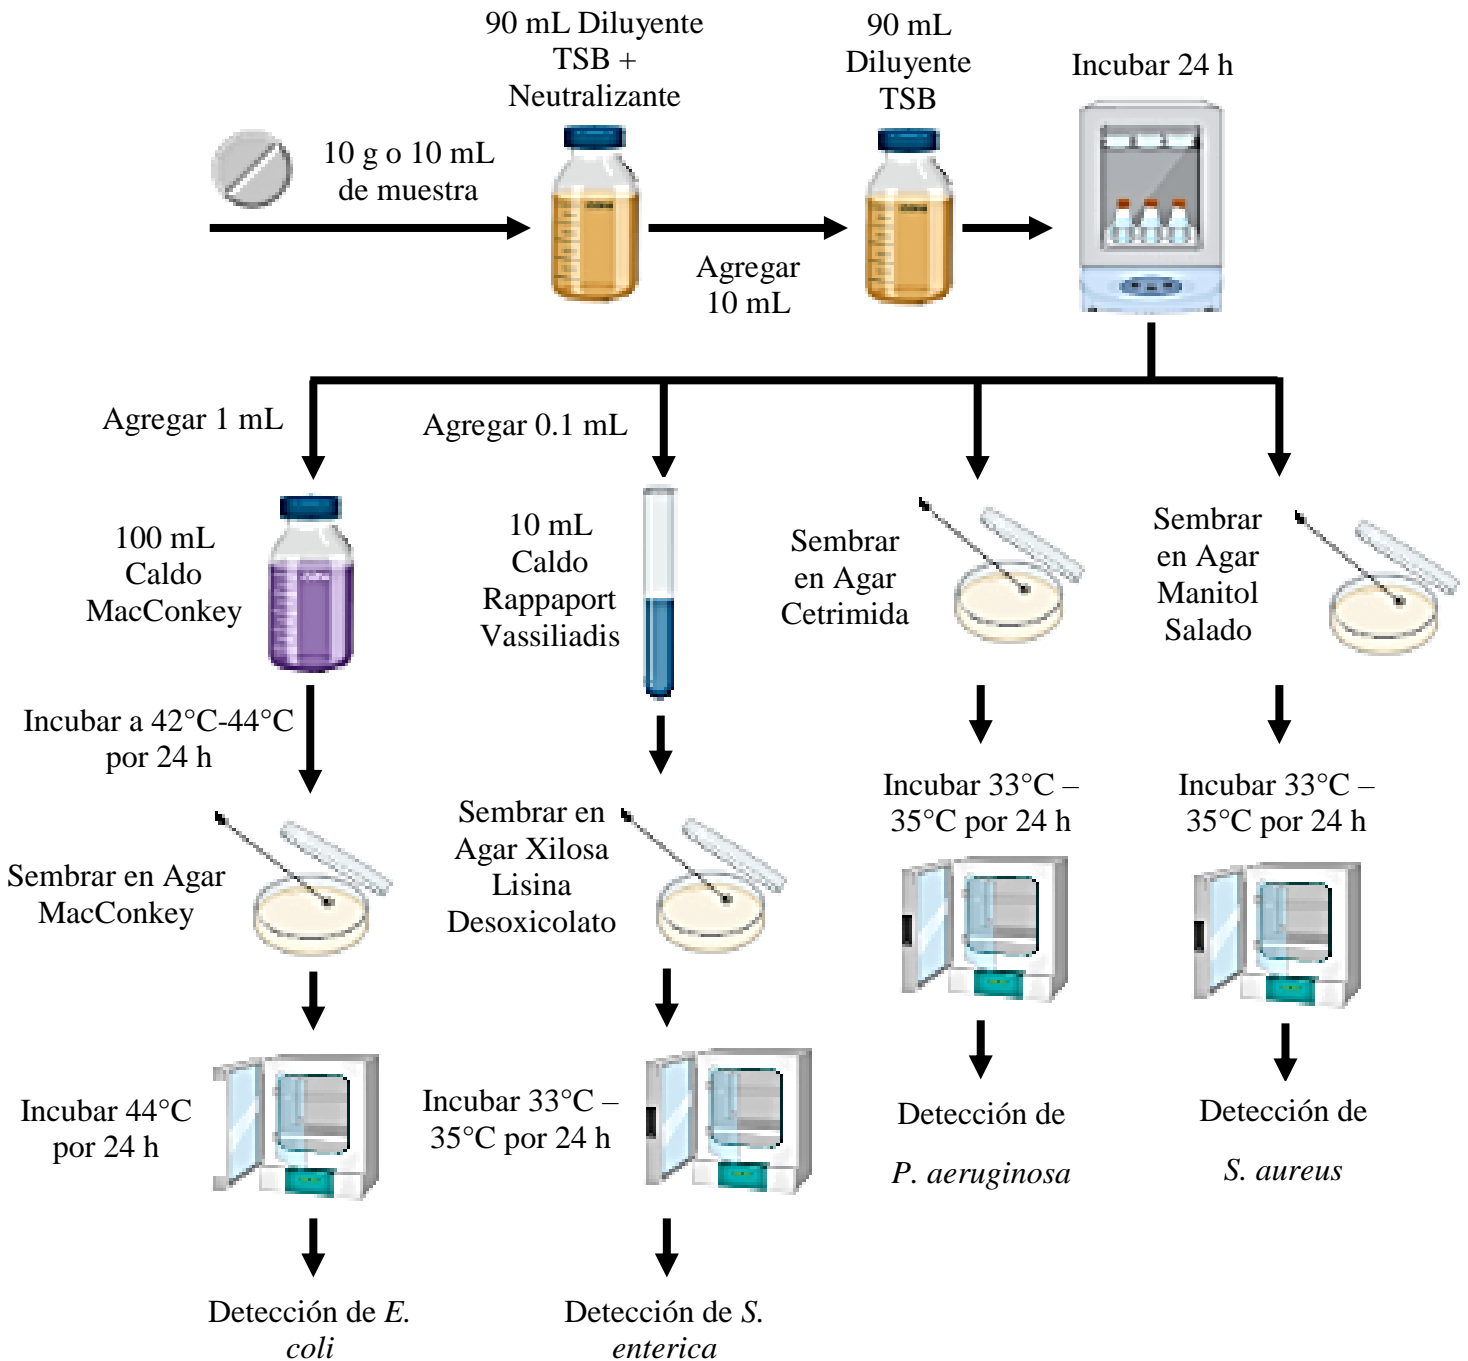 90 mL Diluyente
TSB +
Neutralizante
90 mL
Diluyente
TSB
Incubar 24 h
10 g o 10 mL
de muestra
Agregar
10 mL
Agregar 1 mL
Agregar 0.1 mL
100 mL
Caldo
MacConkey
10 mL
Caldo
Rappaport
Vassiliadis
Sembrar
en Agar
Cetrimida
Sembrar
en Agar
Manitol
Salado
Incubar a 42°C-44°C
por 24 h
Incubar 33°C –
35°C por 24 h
Incubar 33°C –
35°C por 24 h
Sembrar en Agar
MacConkey
Sembrar en
Agar Xilosa
Lisina
Desoxicolato
Incubar 44°C
por 24 h
Incubar 33°C –
35°C por 24 h
Detección de
P. aeruginosa
Detección de
S. aureus
Detección de E.
coli
Detección de S.
enterica